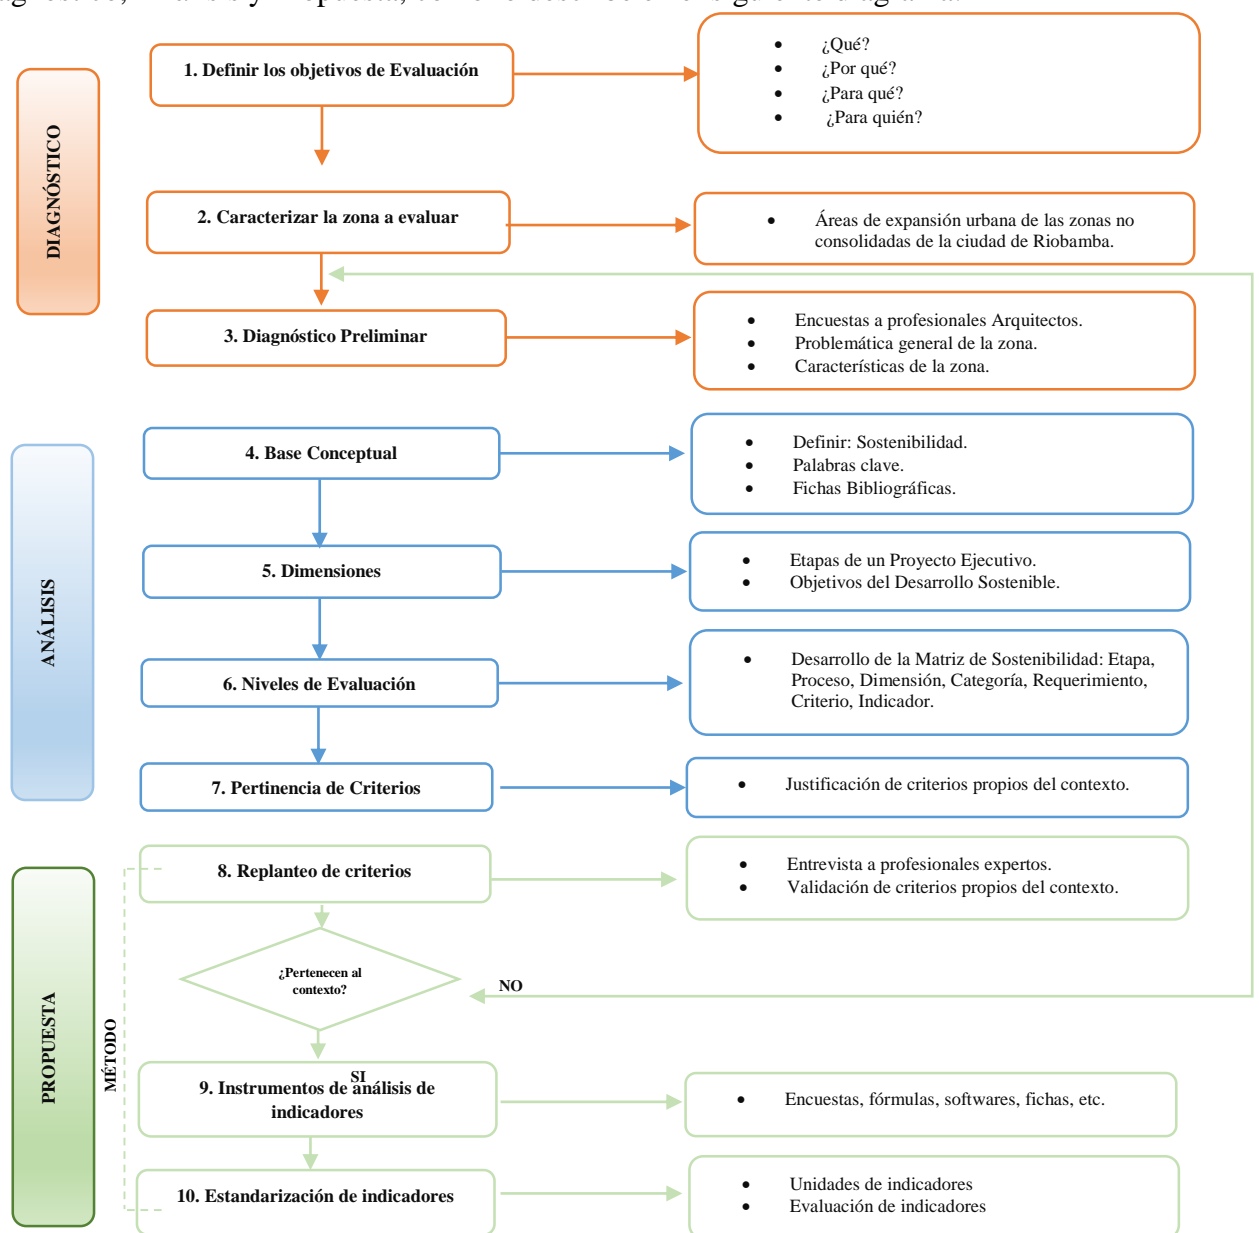 DIAGNÓSTICO
1. Definir los objetivos de Evaluación
• ¿Qué?
• ¿Por qué?
• ¿Para qué?
• ¿Para quién?
2. Caracterizar la zona a evaluar
• Áreas de expansión urbana de las zonas no
consolidadas de la ciudad de Riobamba.
3. Diagnóstico Preliminar
• Encuestas a profesionales Arquitectos.
• Problemática general de la zona.
• Características de la zona.
ANÁLISIS
4. Base Conceptual
• Definir: Sostenibilidad.
• Palabras clave.
• Fichas Bibliográficas.
5. Dimensiones
• Etapas de un Proyecto Ejecutivo.
• Objetivos del Desarrollo Sostenible.
6. Niveles de Evaluación
• Desarrollo de la Matriz de Sostenibilidad: Etapa,
Proceso, Dimensión, Categoría, Requerimiento,
Criterio, Indicador.
7. Pertinencia de Criterios
• Justificación de criterios propios del contexto.
PROPUESTA
MÉTODO
8. Replanteo de criterios
• Entrevista a profesionales expertos.
• Validación de criterios propios del contexto.
¿Pertenecen al
contexto?
NO
SI
9. Instrumentos de análisis de
indicadores
• Encuestas, fórmulas, softwares, fichas, etc.
10. Estandarización de indicadores
• Unidades de indicadores
• Evaluación de indicadores